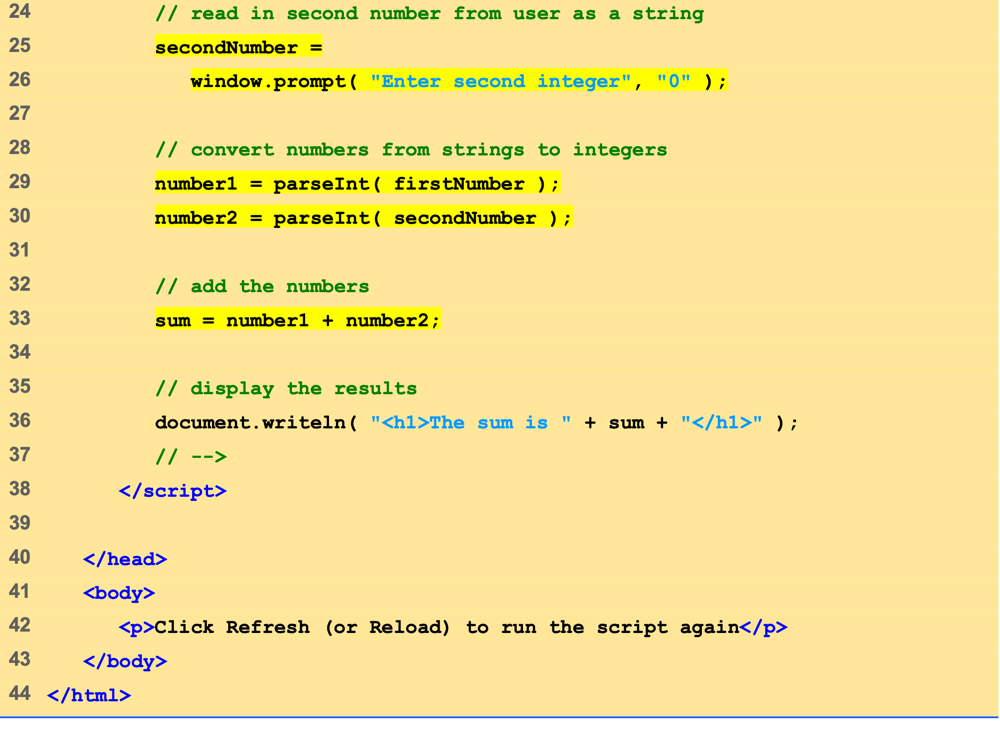 24 // read in second number from user as a string
25 secondNumber =
26 window.prompt( "Enter second integer", "0" );
27
28 // convert numbers from strings to integers
29 number1 = parseInt( firstNumber );
30 number2 = parseInt( secondNumber );
31
32 // add the numbers
33 sum = number1 + number2;
34
35 // display the results
36 document.writeln( "<h1>The sum is " + sum + "</h1>" );
37 // -->
38 </script>
39
40 </head>
41 <body>
42 <p>Click Refresh (or Reload) to run the script again</p>
43 </body>
44 </html>